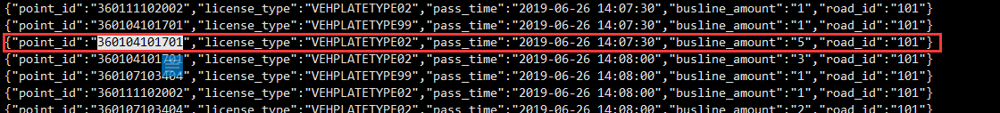 {"point_id":"360111102002","license_type":"VEHPLATETYPE02","pass_time":"2019-06-26 14:07:30","busline_amount":"1","road_id":"101"}
{"point_id":"360104101701","license_type":"VEHPLATETYPE99","pass_time":"2019-06-26 14:07:30","busline_amount":"1","road_id":"101"}
{"point_id":"360104101701","license_type":"VEHPLATETYPE02","pass_time":"2019-06-26 14:07:30","busline_amount":"5","road_id":"101"}
{"point_id":"360104101701","license_type":"VEHPLATETYPE02","pass_time":"2019-06-26 14:08:00","busline_amount":"3","road_id":"101"}
{"point_id":"360107103404","license_type":"VEHPLATETYPE99","pass_time":"2019-06-26 14:08:00","busline_amount":"1","road_id":"101"}
{"point_id":"360111102002","license_type":"VEHPLATETYPE02","pass_time":"2019-06-26 14:08:00","busline_amount":"1","road_id":"101"}
{"point_id":"360107103404","license_type":"VEHPLATETYPE02","pass_time":"2019-06-26 14:08:00","busline_amount":"2","road_id":"101"}